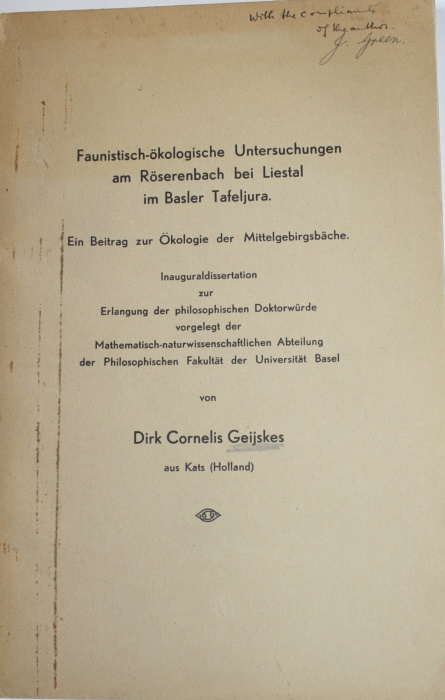 With the compliments
of the author.
J. Green.
Faunistisch-ökologische Untersuchungen
am Röserenbach bei Liestal
im Basler Tafeljura.
Ein Beitrag zur Ökologie der Mittelgebirgsbäche.
Inauguraldissertation
zur
Erlangung der philosophischen Doktorwürde
vorgelegt der
Mathematisch-naturwissenschaftlichen Abteilung
der Philosophischen Fakultät der Universität Basel
von
Dirk Cornelis Geijskes
aus Kats (Holland)